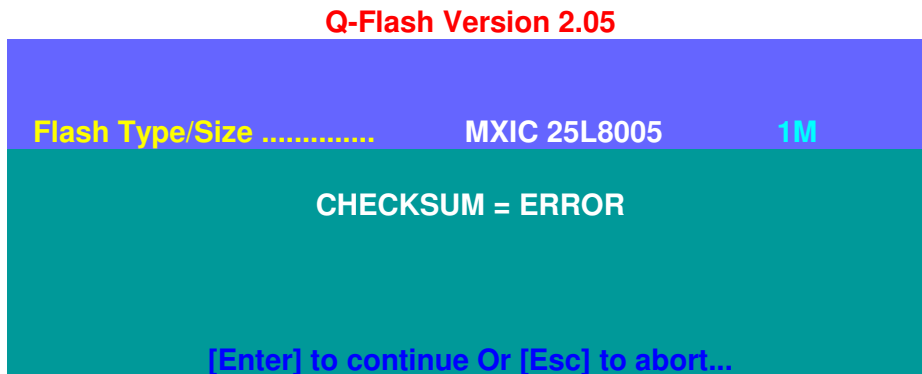 Q-Flash Version 2.05
Flash Type/Size .............. MXIC 25L8005 1M
CHECKSUM = ERROR
[Enter] to continue Or [Esc] to abort...